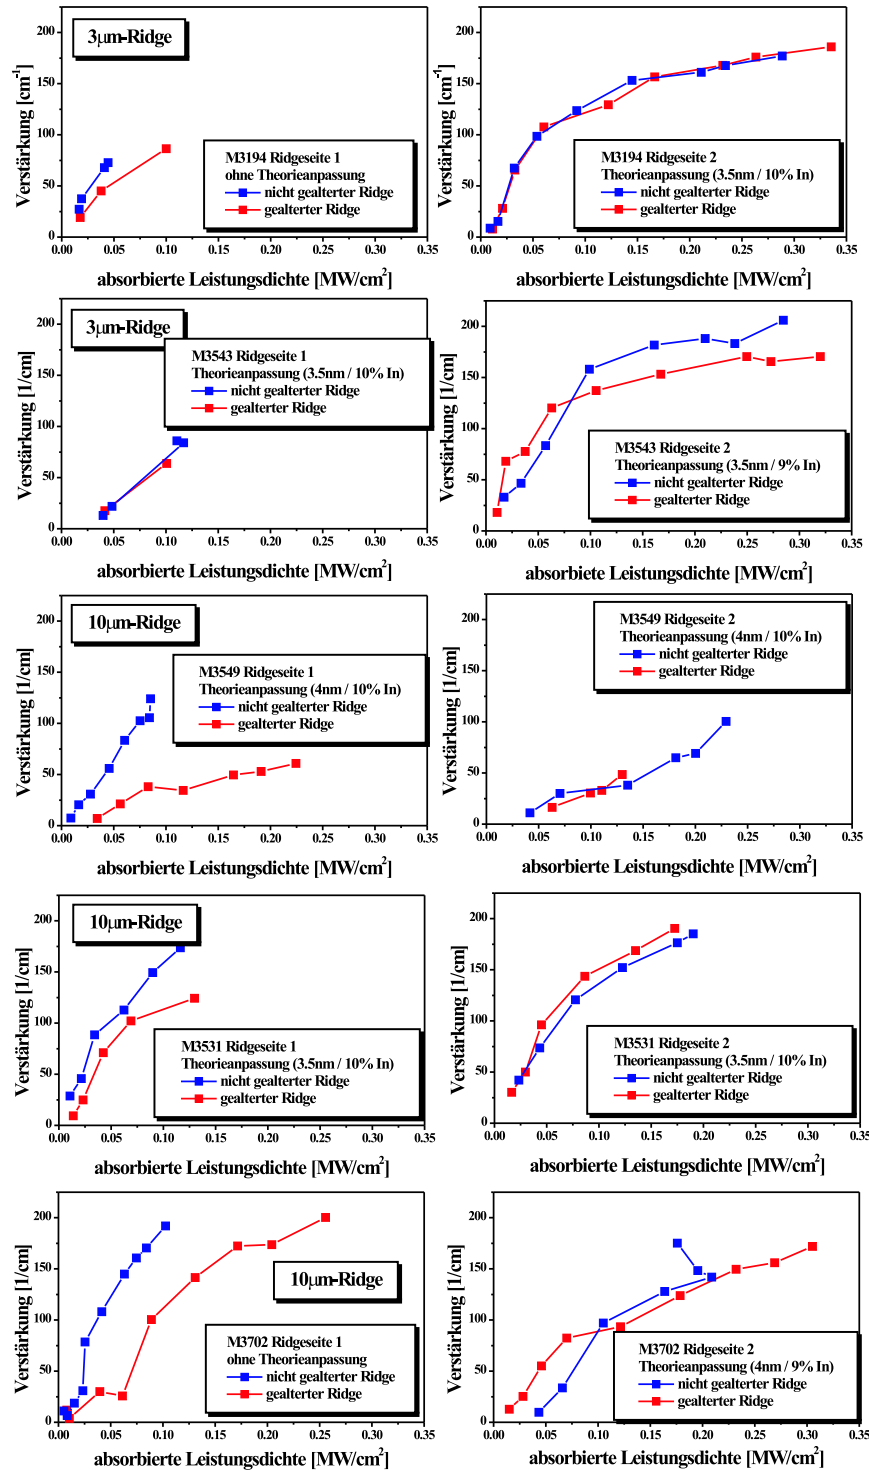 3µm-Ridge
Verstärkung [cm-1]
200
150
100
50
0
M3194 Ridgeseite 1
ohne Theorieanpassung
nicht gealterter Ridge
gealterter Ridge
0.00 0.05 0.10 0.15 0.20 0.25 0.30 0.35
absorbierte Leistungsdichte [MW/cm2]
Verstärkung [cm-1]
200
150
100
50
0
M3194 Ridgeseite 2
Theorieanpassung (3.5nm / 10% In)
nicht gealterter Ridge
gealterter Ridge
0.00 0.05 0.10 0.15 0.20 0.25 0.30 0.35
absorbierte Leistungsdichte [MW/cm2]
3µm-Ridge
Verstärkung [1/cm]
200
150
100
50
0
M3543 Ridgeseite 1
Theorieanpassung (3.5nm / 10% In)
nicht gealterter Ridge
gealterter Ridge
0.00 0.05 0.10 0.15 0.20 0.25 0.30 0.35
absorbierte Leistungsdichte [MW/cm2]
Verstärkung [1/cm]
200
150
100
50
0
M3543 Ridgeseite 2
Theorieanpassung (3.5nm / 9% In)
nicht gealterter Ridge
gealterter Ridge
0.00 0.05 0.10 0.15 0.20 0.25 0.30 0.35
absorbiete Leistungsdichte [MW/cm2]
10µm-Ridge
Verstärkung [1/cm]
200
150
100
50
0
M3549 Ridgeseite 1
Theorieanpassung (4nm / 10% In)
nicht gealterter Ridge
gealterter Ridge
0.00 0.05 0.10 0.15 0.20 0.25 0.30 0.35
absorbierte Leistungsdichte [MW/cm2]
Verstärkung [1/cm]
200
150
100
50
0
M3549 Ridgeseite 2
Theorieanpassung (4nm / 10% In)
nicht gealterter Ridge
gealterter Ridge
0.00 0.05 0.10 0.15 0.20 0.25 0.30 0.35
absorbierte Leistungsdichte [MW/cm2]
10µm-Ridge
Verstärkung [1/cm]
200
150
100
50
0
M3531 Ridgeseite 1
Theorieanpassung (3.5nm / 10% In)
nicht gealterter Ridge
gealterter Ridge
0.00 0.05 0.10 0.15 0.20 0.25 0.30 0.35
absorbierte Leistungsdichte [MW/cm2]
Verstärkung [1/cm]
200
150
100
50
0
M3531 Ridgeseite 2
Theorieanpassung (3.5nm / 10% In)
nicht gealterter Ridge
gealterter Ridge
0.00 0.05 0.10 0.15 0.20 0.25 0.30 0.35
absorbierte Leistungsdichte [MW/cm2]
Verstärkung [1/cm]
200
150
100
50
0
10µm-Ridge
M3702 Ridgeseite 1
ohne Theorieanpassung
nicht gealterter Ridge
gealterter Ridge
0.00 0.05 0.10 0.15 0.20 0.25 0.30 0.35
absorbierte Leistungsdichte [MW/cm2]
Verstärkung [1/cm]
200
150
100
50
0
M3702 Ridgeseite 2
Theorieanpassung (4nm / 9% In)
nicht gealterter Ridge
gealterter Ridge
0.00 0.05 0.10 0.15 0.20 0.25 0.30 0.35
absorbierte Leistungsdichte [MW/cm2]